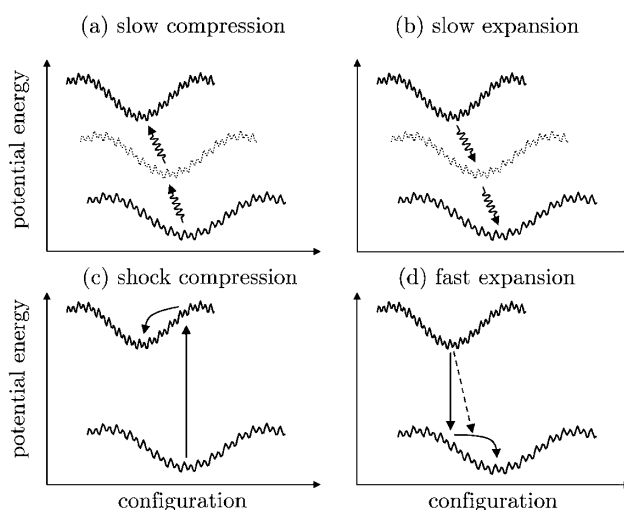 (a) slow compression
(b) slow expansion
potential energy
(c) shock compression
(d) fast expansion
potential energy
configuration
configuration